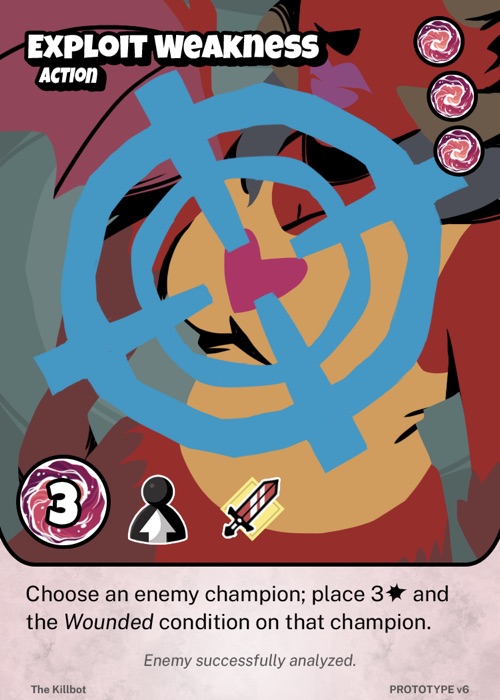 EXPLOIT WEAKNESS
ACTION
3
Choose an enemy champion; place 3✸ and
the Wounded condition on that champion.
Enemy successfully analyzed.
The Killbot
PROTOTYPE v6